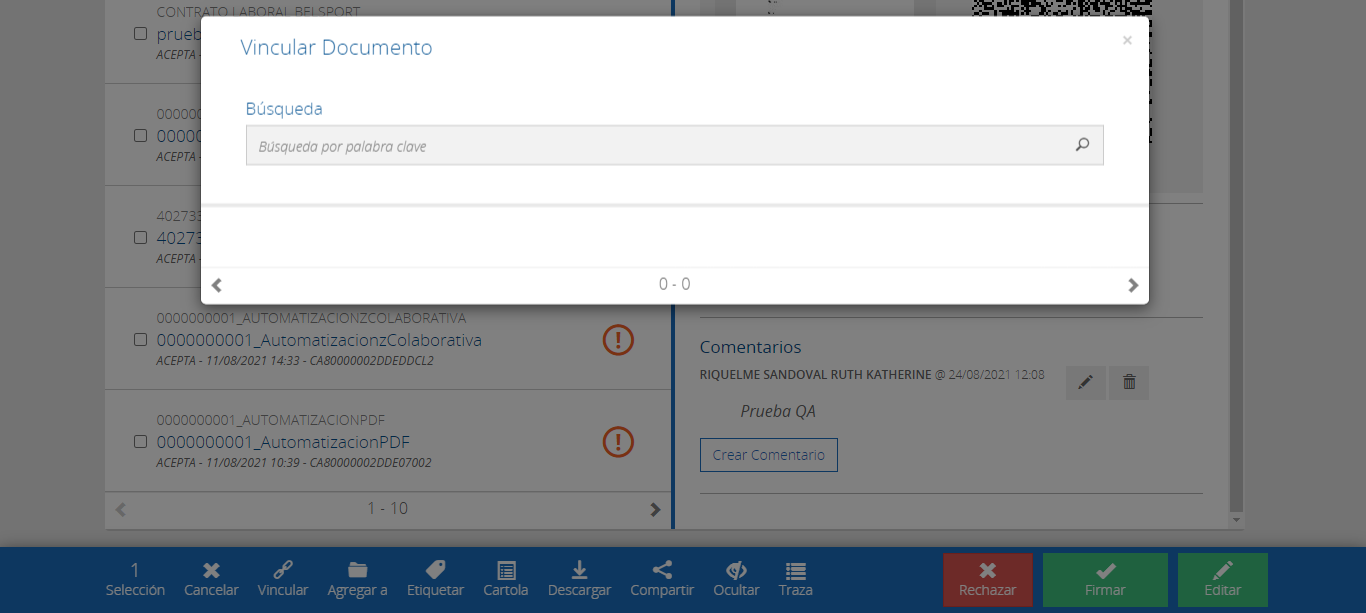 CONTRATO LABORAL BELSPORT
prueb
ACEPTA -
Vincular Documento
×
Búsqueda
Búsqueda por palabra clave
00000
0000
ACEPTA -
40273
4027
ACEPTA -
0 - 0
0000000001_AUTOMATIZACIONZCOLABORATIVA
0000000001_AutomatizacionzColaborativa
ACEPTA - 11/08/2021 14:33 - CA80000002DDEDDCL2
0000000001_AUTOMATIZACIONPDF
0000000001_AutomatizacionPDF
ACEPTA - 11/08/2021 10:39 - CA80000002DDE07002
1 - 10
Comentarios
RIQUELME SANDOVAL RUTH KATHERINE @ 24/08/2021 12:08
Prueba QA
Crear Comentario
1
Selección
Cancelar
Vincular
Agregar a
Etiquetar
Cartola
Descargar
Compartir
Ocultar
Traza
Rechazar
Firmar
Editar